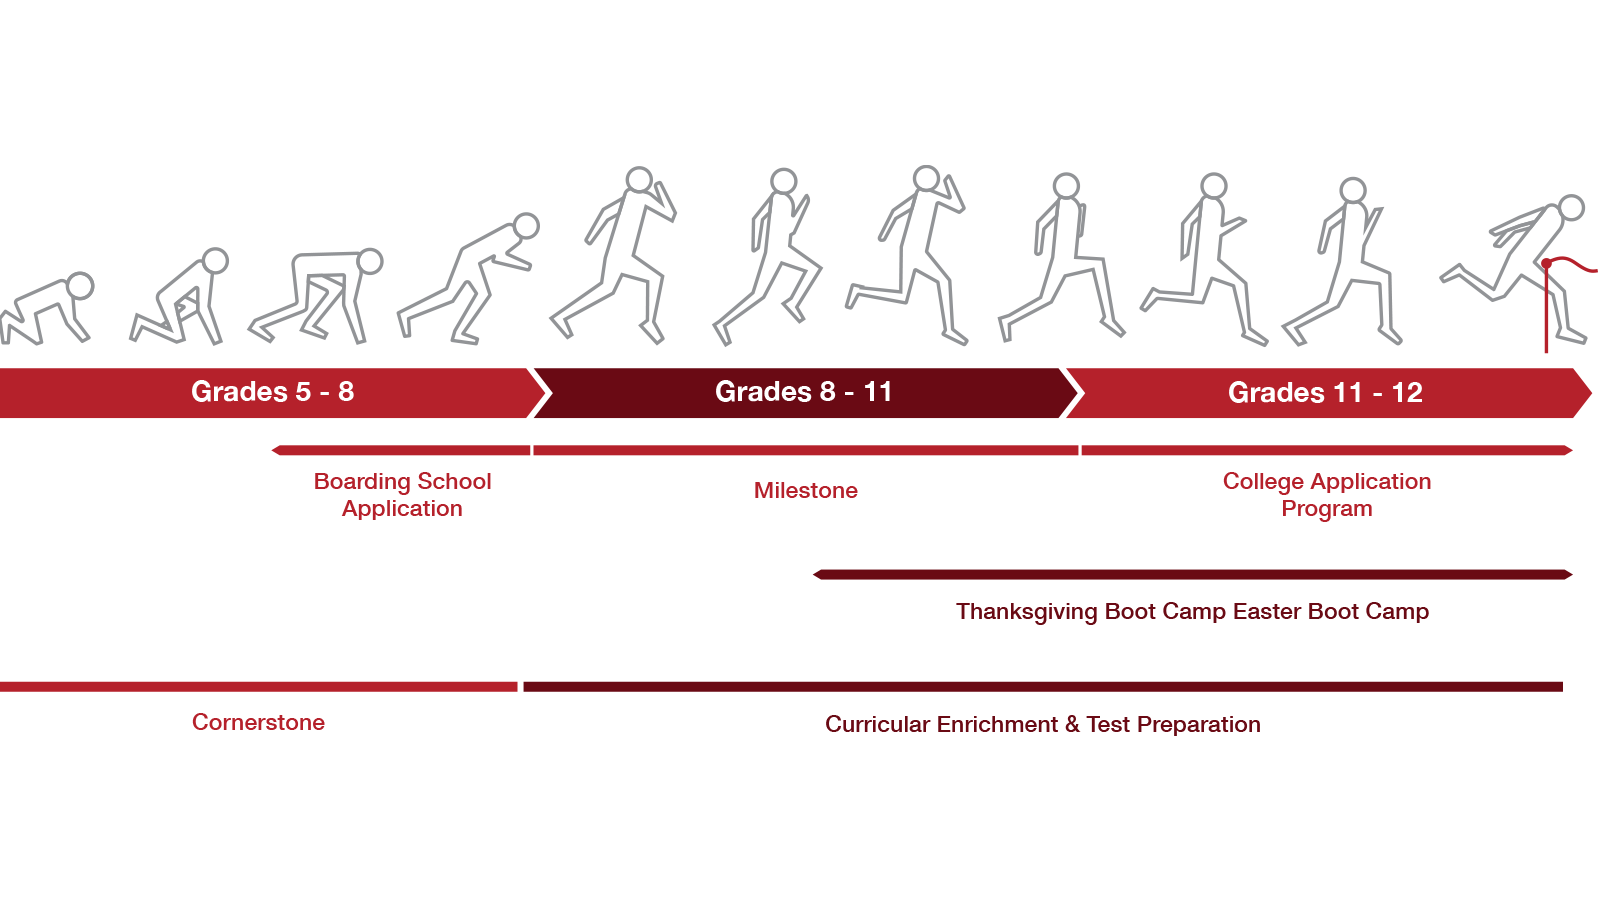 Grades 5 - 8
Grades 8 - 11
Grades 11 - 12
Boarding School
Application
Milestone
College Application
Program
Thanksgiving Boot Camp Easter Boot Camp
Cornerstone
Curricular Enrichment & Test Preparation